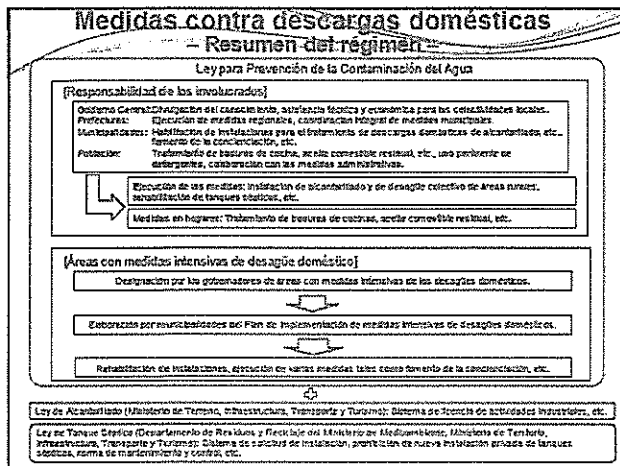 Medidas contra descargas domésticas
– Resumen del régimen –
Ley para Prevención de la Contaminación del Agua
[Responsabilidad de los involucrados]
Gobierno Central: Divulgación del conocimiento, asistencia técnica y económica para las colectividades locales.
Prefecturas: Ejecución de medidas regionales, coordinación integral de medidas municipales.
Municipalidades: Habilitación de instalaciones para el tratamiento de descargas domésticas de alcantarillado, etc.,
fomento de la concienciación, etc.
Población: Tratamiento de basuras de cocina, aceite comestible residual, etc., uso pertinente de
detergentes, colaboración con las medidas administrativas.
Ejecución de las medidas: Instalación de alcantarillado y de desagüe colectivo de áreas rurales,
rehabilitación de tanques sépticos, etc.
Medidas en hogares: Tratamiento de basuras de cocinas, aceite comestible residual, etc.
[Áreas con medidas intensivas de desagüe doméstico]
Designación por los gobernadores de áreas con medidas intensivas de los desagües domésticos.
Elaboración por municipalidades del Plan de implementación de medidas intensivas de desagües domésticos.
Rehabilitación de instalaciones, ejecución de varias medidas tales como fomento de la concienciación, etc.
Ley de Alcantarillado (Ministerio de Terreno, Infraestructura, Transporte y Turismo): Sistema de licencia de actividades industriales, etc.
Ley de Tanque Séptico (Departamento de Residuos y Reciclaje del Ministerio de Medioambiente, Ministerio de Territorio,
Infraestructura, Transporte y Turismo): Sistema de solicitud de instalación, prohibición de nueva instalación privada de tanques
sépticos, norma de mantenimiento y control, etc.